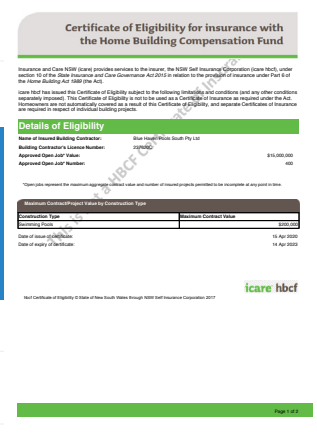 Certificate of Eligibility for insurance with
the Home Building Compensation Fund
Insurance and Care NSW (icare) provides services to the insurer, the NSW Self Insurance Corporation (icare hbcf), under
section 10 of the State Insurance and Care Governance Act 2015 in relation to the provision of insurance under Part 6 of
the Home Building Act 1989 (the Act).
icare hbcf has issued this Certificate of Eligibility subject to the following limitations and conditions (and any other conditions
separately imposed). This Certificate of Eligibility is not to be used as a Certificate of Insurance as required under the Act.
Homeowners are not automatically covered as a result of this Certificate of Eligibility, and separate Certificates of Insurance
are required in respect of individual building projects.
Details of Eligibility
Name of Insured Building Contractor: Blue Haven Pools South Pty Ltd
Building Contractor's Licence Number:
Approved Open Job* Value: $15,000,000
Approved Open Job* Number: 400
*Open jobs represent the maximum aggregate contract value and number of insured projects permitted to be incomplete at any point in time.
Maximum Contract/Project Value by Construction Type
Construction Type Maximum Contract Value
Swimming Pools $200,000
Date of issue of certificate: 15 Apr
Date of expiry of certificate: 14 Apr 2023
icare hbcf
hbcf Certificate of Eligibility © State of New South Wales through NSW Self Insurance Corporation 2017
Page 1 of 2
This is not a HBCF Certificate of Insurance